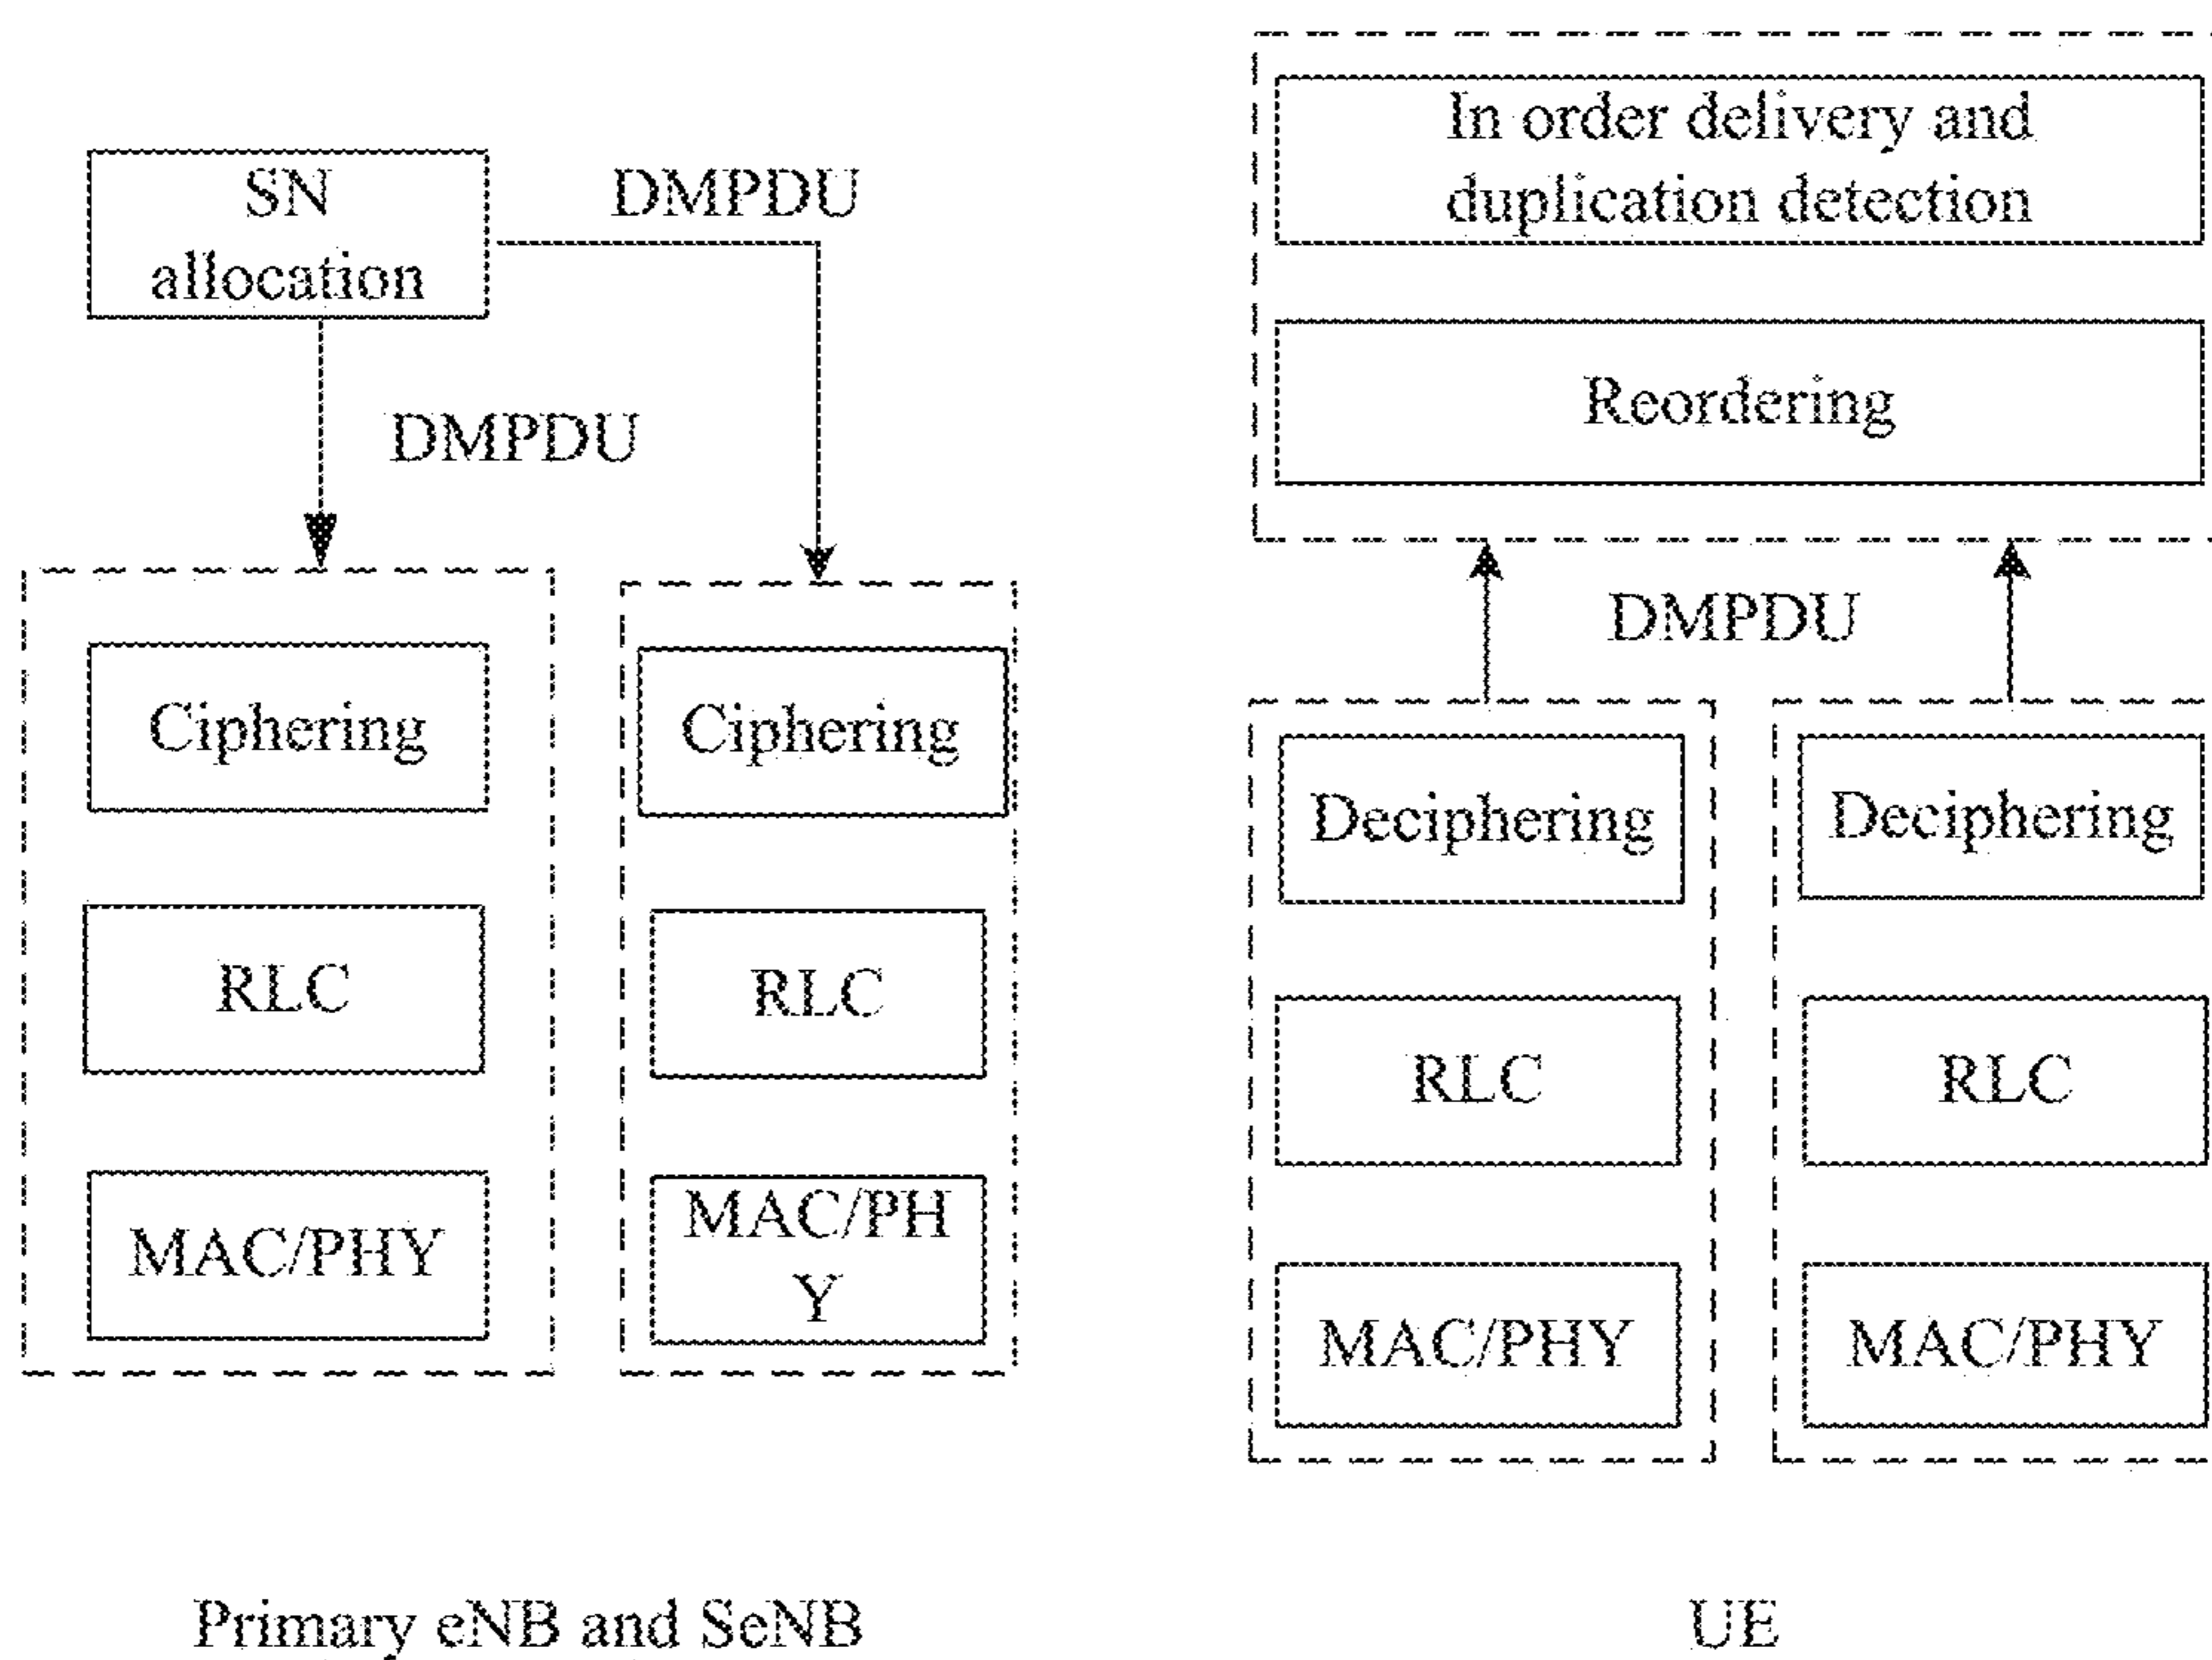 SN
allocation
DMPDU
DMPDU
Ciphering
Ciphering
RLC
RLC
MAC/PHY
MAC/PH
Y
Primary eNB and SeNB
In order delivery and
duplication detection
Reordering
DMPDU
Deciphering
Deciphering
RLC
RLC
MAC/PHY
MAC/PHY
UE